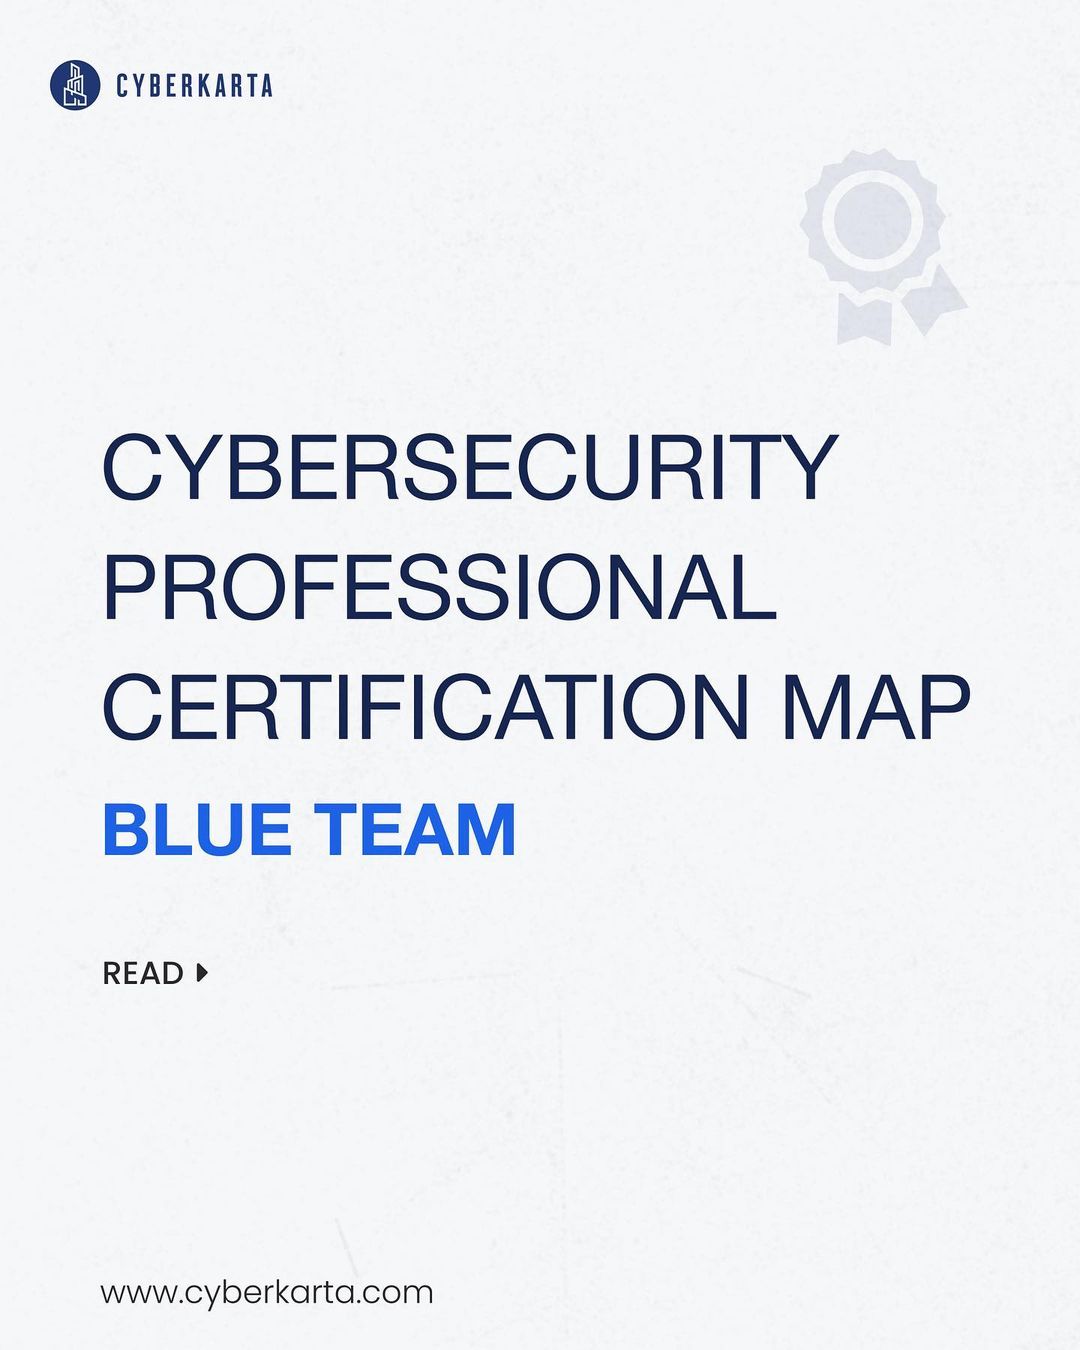 CYBERKARTA
CYBERSECURITY
PROFESSIONAL
CERTIFICATION MAP
BLUE TEAM
READ
www.cyberkarta.com